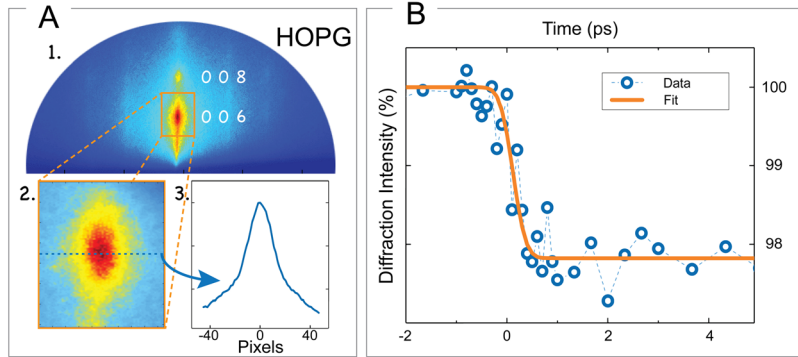 A
1.
HOPG
0 0 8
0 0 6
2.
3.
-40 0 40
Pixels
B
Time (ps)
Data
Fit
Diffraction Intensity (%)
100
99
98
-2 0 2 4